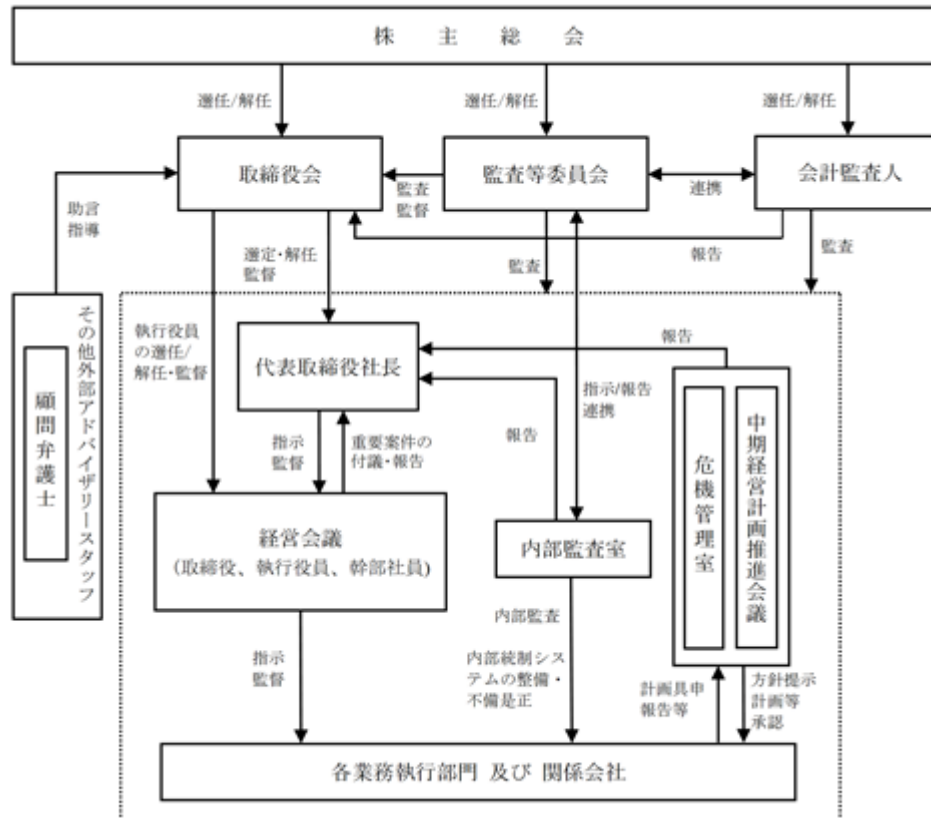 株 主 総 会
選任/解任
選任/解任
選任/解任
取締役会
監査等委員会
会計監査人
監査
監督
連携
助言
指導
選定・解任
監督
監査
報告
監査
その他外部アドバイザリースタッフ
顧問弁護士
執行役員
の選任/
解任・監督
代表取締役社長
報告
指示/報告
連携
報告
指示
監督
重要案件の
付議・報告
危機管理室
中期経営計画推進会議
経営会議
(取締役、執行役員、幹部社員)
内部監査室
内部監査
指示
監督
内部統制シス
テムの整備・
不備是正
計画具申
報告等
方針提示
計画等
承認
各業務執行部門 及び 関係会社